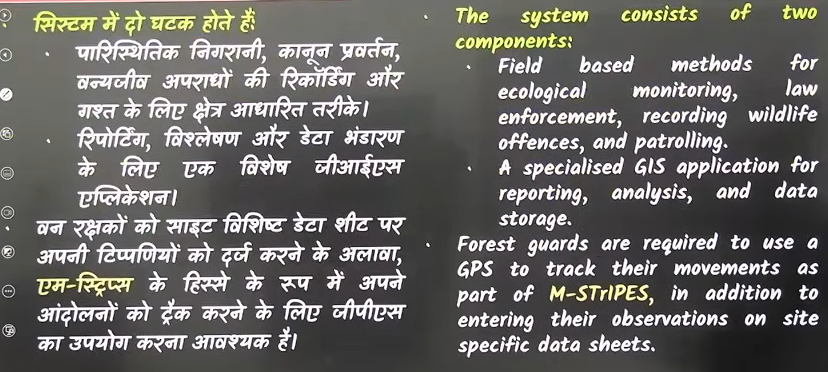 सिस्टम में दो घटक होते हैं:
पारिस्थितिक निगरानी, कानून प्रवर्तन,
वन्यजीव अपराधों की रिकॉर्डिंग और
गश्त के लिए क्षेत्र आधारित तरीके।
रिपोर्टिंग, विश्लेषण और डेटा भंडारण
के लिए एक विशेष जीआईएस
एप्लिकेशन।
वन रक्षकों को साइट विशिष्ट डेटा शीट पर
अपनी टिप्पणियों को दर्ज करने के अलावा,
एम-स्ट्रिप्स के हिस्से के रूप में अपने
आंदोलनों को ट्रैक करने के लिए जीपीएस
का उपयोग करना आवश्यक है।
The system consists of two
components:
Field based methods for
ecological monitoring, law
enforcement, recording wildlife
offences, and patrolling.
A specialised GIS application for
reporting, analysis, and data
storage.
Forest guards are required to use a
GPS to track their movements as
part of M-STrIPES, in addition to
entering their observations on site
specific data sheets.